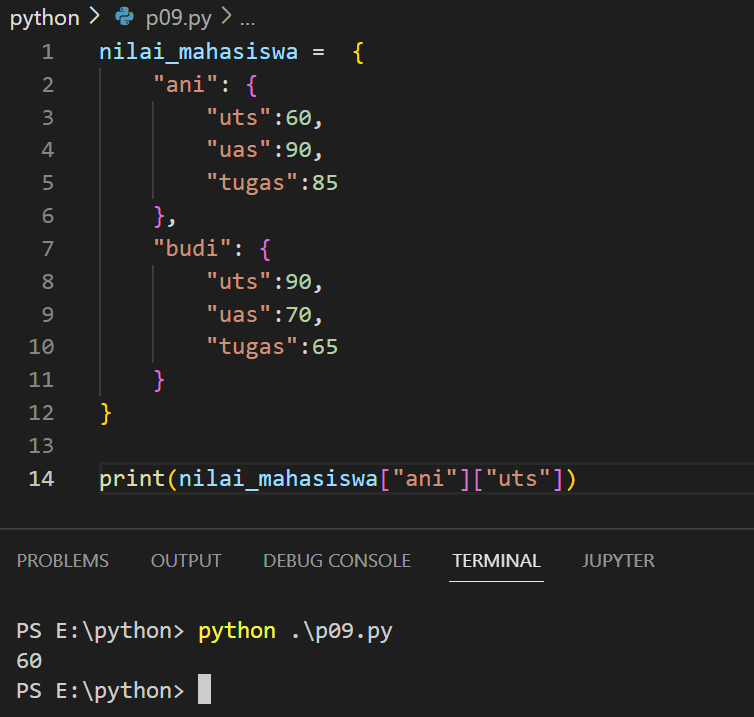 python > p09.py > ...
1 nilai_mahasiswa =  {
2     "ani": {
3         "uts":60,
4         "uas":90,
5         "tugas":85
6     },
7     "budi": {
8         "uts":90,
9         "uas":70,
10         "tugas":65
11     }
12 }
13
14 print(nilai_mahasiswa["ani"]["uts"])
PROBLEMS OUTPUT DEBUG CONSOLE TERMINAL JUPYTER
PS E:\python> python .\p09.py
60
PS E:\python>